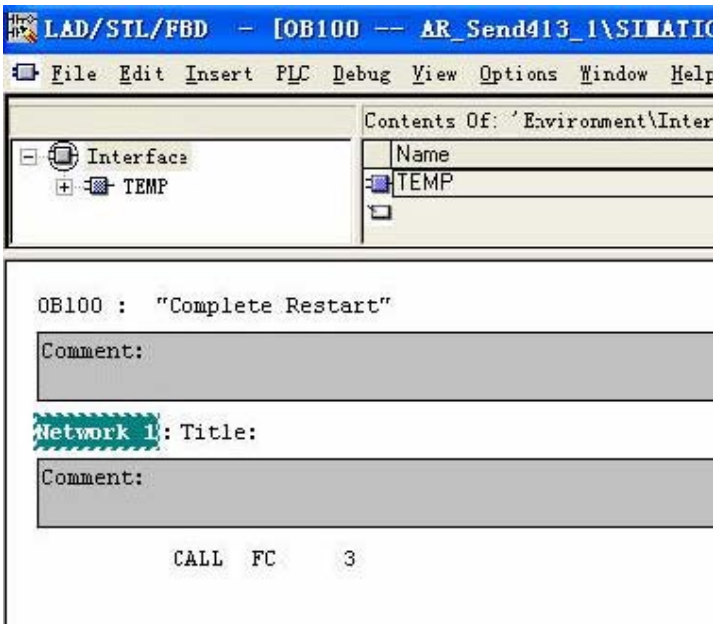 LAD/STL/FBD - [OB100 -- AR_Send413_1\SIMATIC
File Edit Insert PLC Debug View Options Window Help
Contents Of: 'Environment\Inter
Interface
Name
TEMP
TEMP
OB100 : "Complete Restart"
Comment:
Network 1: Title:
Comment:
CALL FC 3